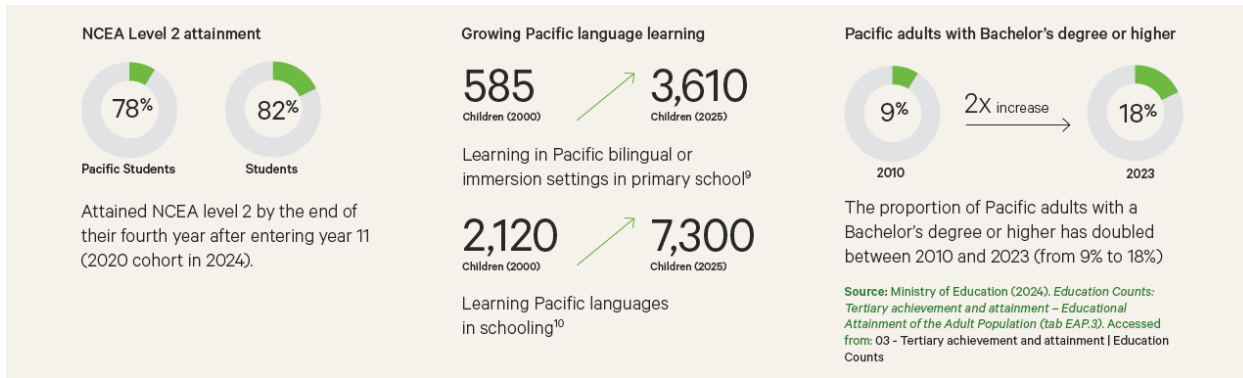 NCEA Level 2 attainment
78%
Pacific Students
82%
Students
Attained NCEA level 2 by the end of
their fourth year after entering year 11
(2020 cohort in 2024).
Growing Pacific language learning
585
Children (2000)
3,610
Children (2025)
Learning in Pacific bilingual or
immersion settings in primary school⁹
2,120
Children (2000)
7,300
Children (2025)
Learning Pacific languages
in schooling¹⁰
Pacific adults with Bachelor’s degree or higher
9%
2010
2x increase
18%
2023
The proportion of Pacific adults with a
Bachelor’s degree or higher has doubled
between 2010 and 2023 (from 9% to 18%)
Source: Ministry of Education (2024). Education Counts:
Tertiary achievement and attainment – Educational
Attainment of the Adult Population (tab EAP.3). Accessed
from: 03 - Tertiary achievement and attainment | Education
Counts